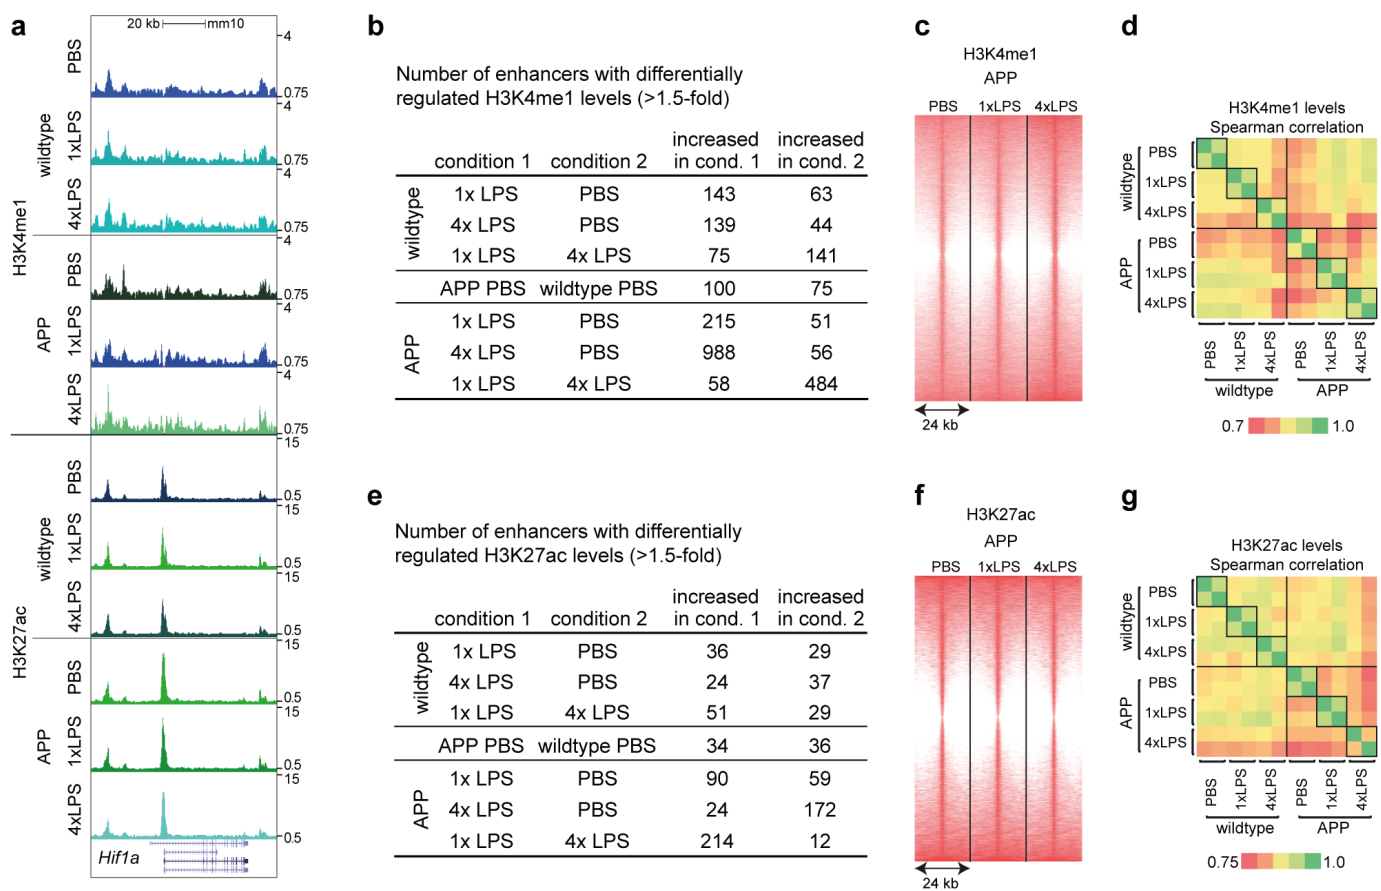 a
20 kb
mm10
H3K4me1
wildtype
PBS
4
0.75
1xLPS
4
0.75
4xLPS
4
0.75
APP
PBS
4
0.75
1xLPS
4
0.75
4xLPS
4
0.75
H3K27ac
wildtype
PBS
15
0.5
1xLPS
15
0.5
4xLPS
15
0.5
APP
PBS
15
0.5
1xLPS
15
0.5
4xLPS
15
0.5
Hif1a
b
Number of enhancers with differentially
regulated H3K4me1 levels (>1.5-fold)
condition 1 condition 2 increased in cond. 1 increased in cond. 2
wildtype
1x LPS PBS 143 63
4x LPS PBS 139 44
1x LPS 4x LPS 75 141
APP PBS wildtype PBS 100 75
APP
1x LPS PBS 215 51
4x LPS PBS 988 56
1x LPS 4x LPS 58 484
c
H3K4me1
APP
PBS 1xLPS 4xLPS
24 kb
d
H3K4me1 levels
Spearman correlation
wildtype
PBS
1xLPS
4xLPS
APP
PBS
1xLPS
4xLPS
PBS 1xLPS 4xLPS PBS 1xLPS 4xLPS
wildtype APP
0.7 1.0
e
Number of enhancers with differentially
regulated H3K27ac levels (>1.5-fold)
condition 1 condition 2 increased in cond. 1 increased in cond. 2
wildtype
1x LPS PBS 36 29
4x LPS PBS 24 37
1x LPS 4x LPS 51 29
APP PBS wildtype PBS 34 36
APP
1x LPS PBS 90 59
4x LPS PBS 24 172
1x LPS 4x LPS 214 12
f
H3K27ac
APP
PBS 1xLPS 4xLPS
24 kb
g
H3K27ac levels
Spearman correlation
wildtype
PBS
1xLPS
4xLPS
APP
PBS
1xLPS
4xLPS
PBS 1xLPS 4xLPS PBS 1xLPS 4xLPS
wildtype APP
0.75 1.0